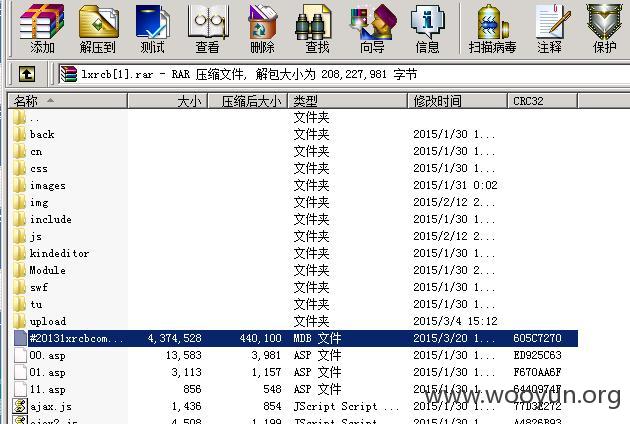 添加 解压到 测试 查看 删除 查找 向导 信息 扫描病毒 注释 保护
lxrcb[1].rar - RAR 压缩文件, 解包大小为 208,227,981 字节
名称 大小 压缩后大小 类型 修改时间 CRC32
.. 文件夹
back 文件夹 2015/1/30 1...
cn 文件夹 2015/1/30 1...
css 文件夹 2015/1/30 1...
images 文件夹 2015/1/31 0:02
img 文件夹 2015/2/12 2...
include 文件夹 2015/1/30 1...
js 文件夹 2015/2/12 2...
kindeditor 文件夹 2015/1/30 1...
Module 文件夹 2015/1/30 2...
swf 文件夹 2015/1/30 1...
tu 文件夹 2015/1/30 1...
upload 文件夹 2015/3/4 15:12
#20131xrcbcom... 4,374,528 440,100 MDB 文件 2015/3/20 1... 605C7270
00.asp 13,583 3,981 ASP 文件 2015/1/30 1... ED925C63
01.asp 3,113 1,157 ASP 文件 2015/1/30 1... F670AA6F
11.asp 856 548 ASP 文件 2015/1/30 1... 6440974F
ajax.js 1,436 854 JScript Script ... 2015/1/30 1... 77D3E272
ajax2.js 4,508 1,199 JScript Script ... 2015/1/30 1... A4826B93
www.wooyun.org